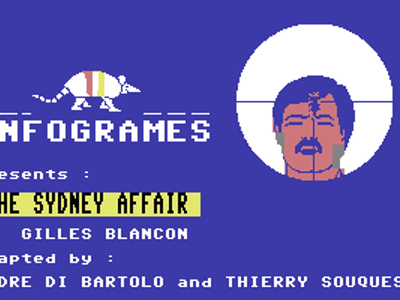 NFOGRAMES
esents :
HE SYDNEY AFFAIR
GILLES BLANCON
apted by :
DRE DI BARTOLO and THIERRY SOUQUES